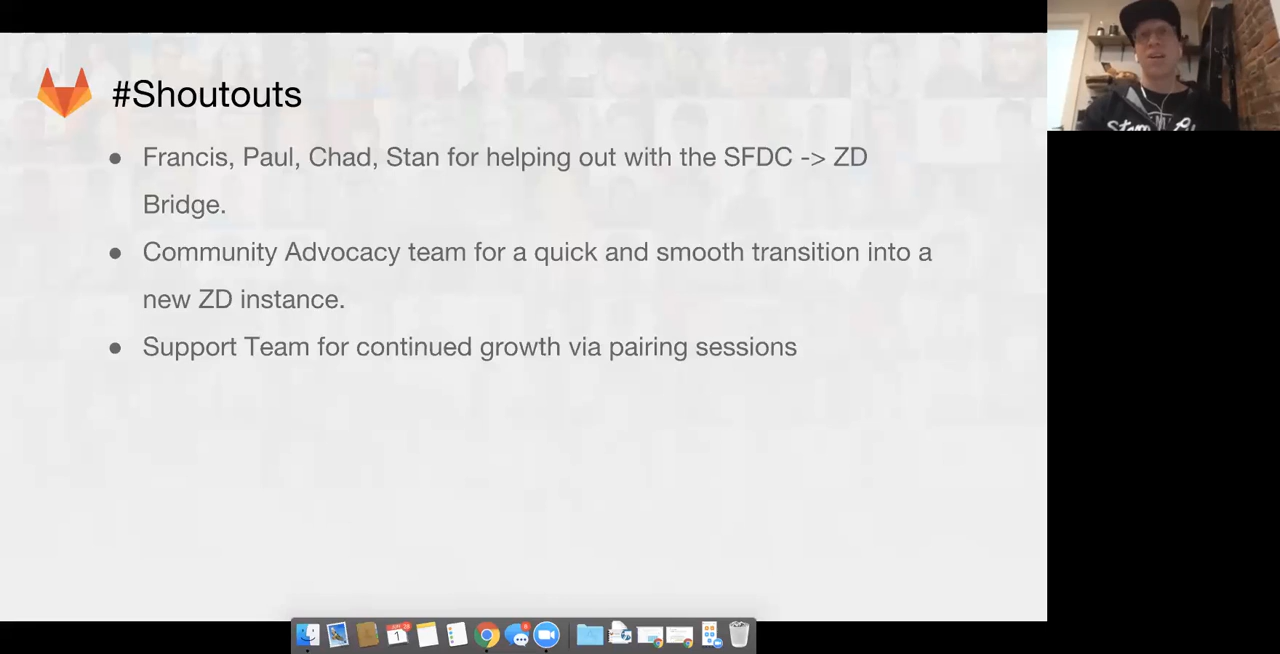 #Shoutouts
● Francis, Paul, Chad, Stan for helping out with the SFDC -> ZD
Bridge.
● Community Advocacy team for a quick and smooth transition into a
new ZD instance.
● Support Team for continued growth via pairing sessions
1